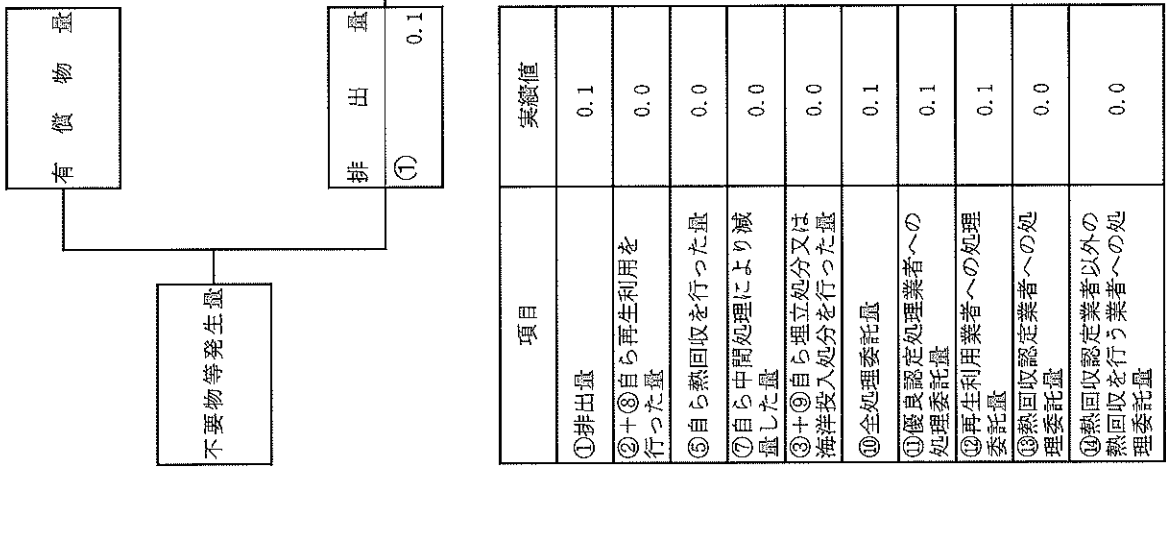 有償物量
不要物等発生量
排出量
① 0.1
項目 実績値
①排出量 0.1
②+⑧自ら再生利用を
行った量 0.0
⑤自ら熱回収を行った量 0.0
⑦自ら中間処理により減
量した量 0.0
③+⑨自ら埋立処分又は
海洋投入処分を行った量 0.0
⑩全処理委託量 0.1
⑪優良認定処理業者への
処理委託量 0.1
⑫再生利用業者への処理
委託量 0.1
⑬熱回収認定業者への処
理委託量 0.0
⑭熱回収認定業者以外の
熱回収を行う業者への処
理委託量 0.0